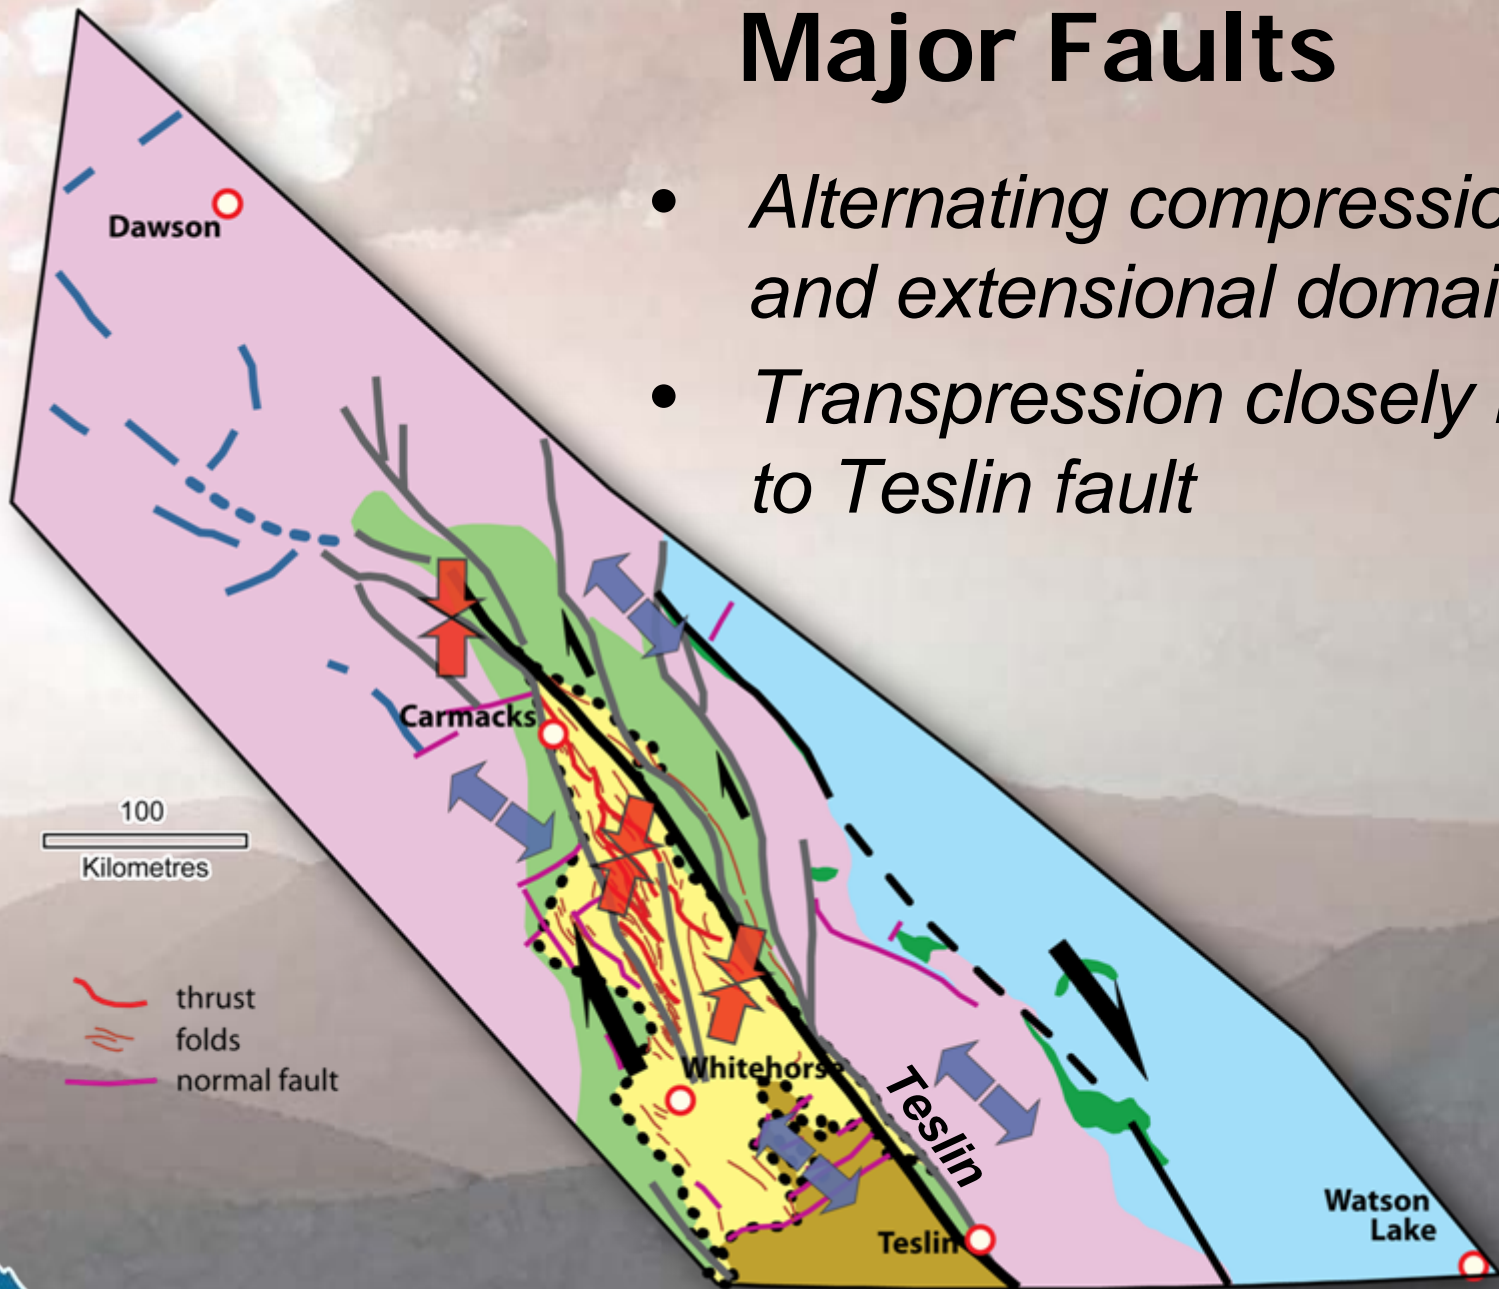 Major Faults
• Alternating compressio
and extensional domai
• Transpression closely
to Teslin fault
Dawson
Carmacks
100
Kilometres
thrust
folds
normal fault
Whitehorse
Teslin
Teslin
Watson
Lake